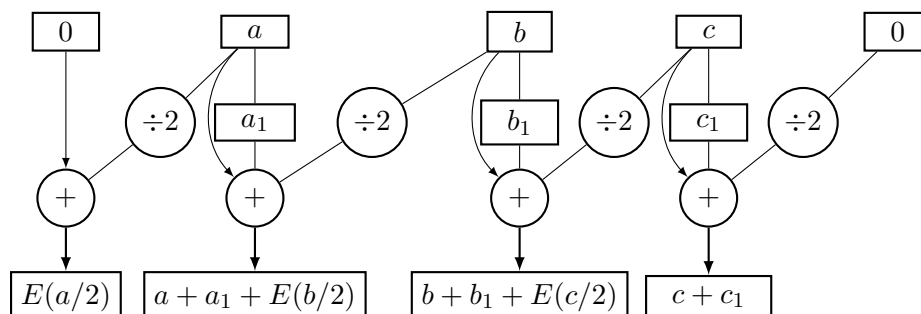 0 a b c 0
÷2 a₁ ÷2 b₁ ÷2 c₁ ÷2
+ + + +
E(a/2) a + a₁ + E(b/2) b + b₁ + E(c/2) c + c₁